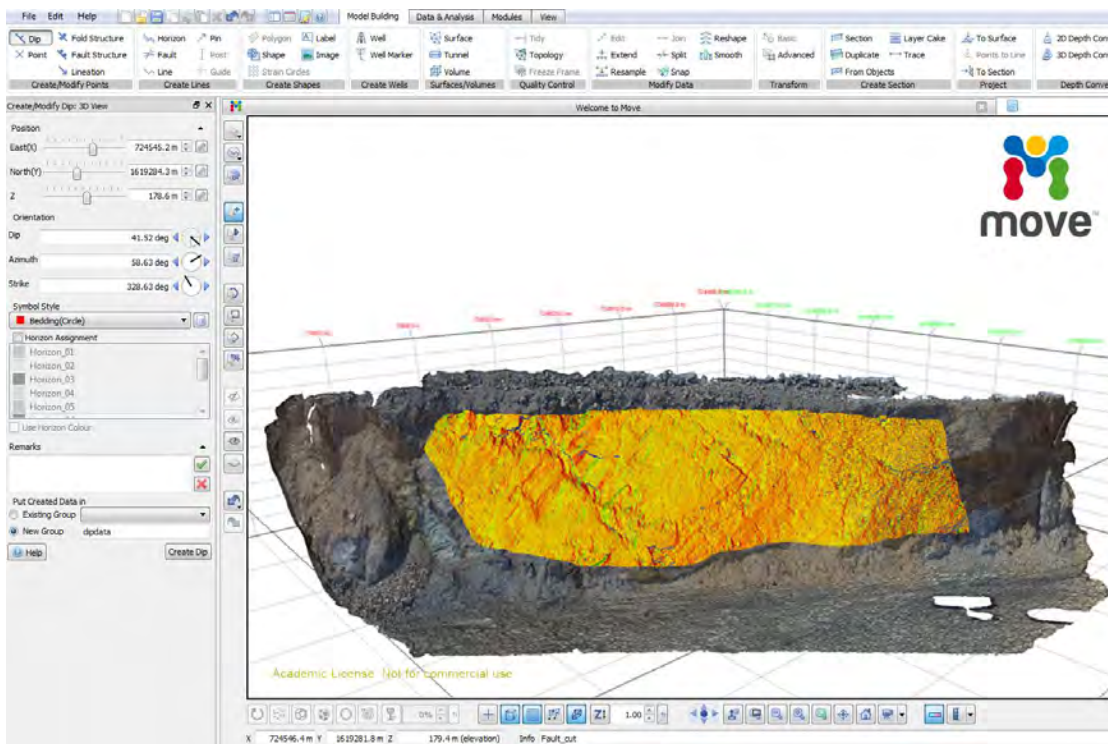 File Edit Help Model Building Data & Analysis Modules View
Dip Fold Structure Horizon Pin Polygon Label Well Surface Tidy Edit Join Reshape Basic Section Layer Cake To Surface 2D Depth Con
Point Fault Structure Fault Post Shape Image Well Marker Tunnel Topology Extend Split Smooth Advanced Duplicate Trace Points to Line 3D Depth Con
Lineation Line Guide Strain Circles Volume Freeze Frame Resample Snap From Objects To Section
Create/Modify Points Create Lines Create Shapes Create Wells Surfaces/Volumes Quality Control Modify Data Transform Create Section Project Depth Conve
Create/Modify Dip: 3D View
Welcome to Move
Position
East(X) 724545.2 m
North(Y) 1619284.3 m
Z 178.6 m
Orientation
Dip 41.52 deg
Azimuth 58.63 deg
Strike 328.63 deg
Symbol Style
Bedding(Circle)
Horizon Assignment
Horizon_01
Horizon_02
Horizon_03
Horizon_04
Horizon_05
Use Horizon Colour
Remarks
Put Created Data in
Existing Group
New Group dipdata
Help Create Dip
move
Academic License Not for commercial use
0% Z↕ 1.00
X 724546.4 m Y 1619281.8 m Z 179.4 m (elevation) Info Fault_cut